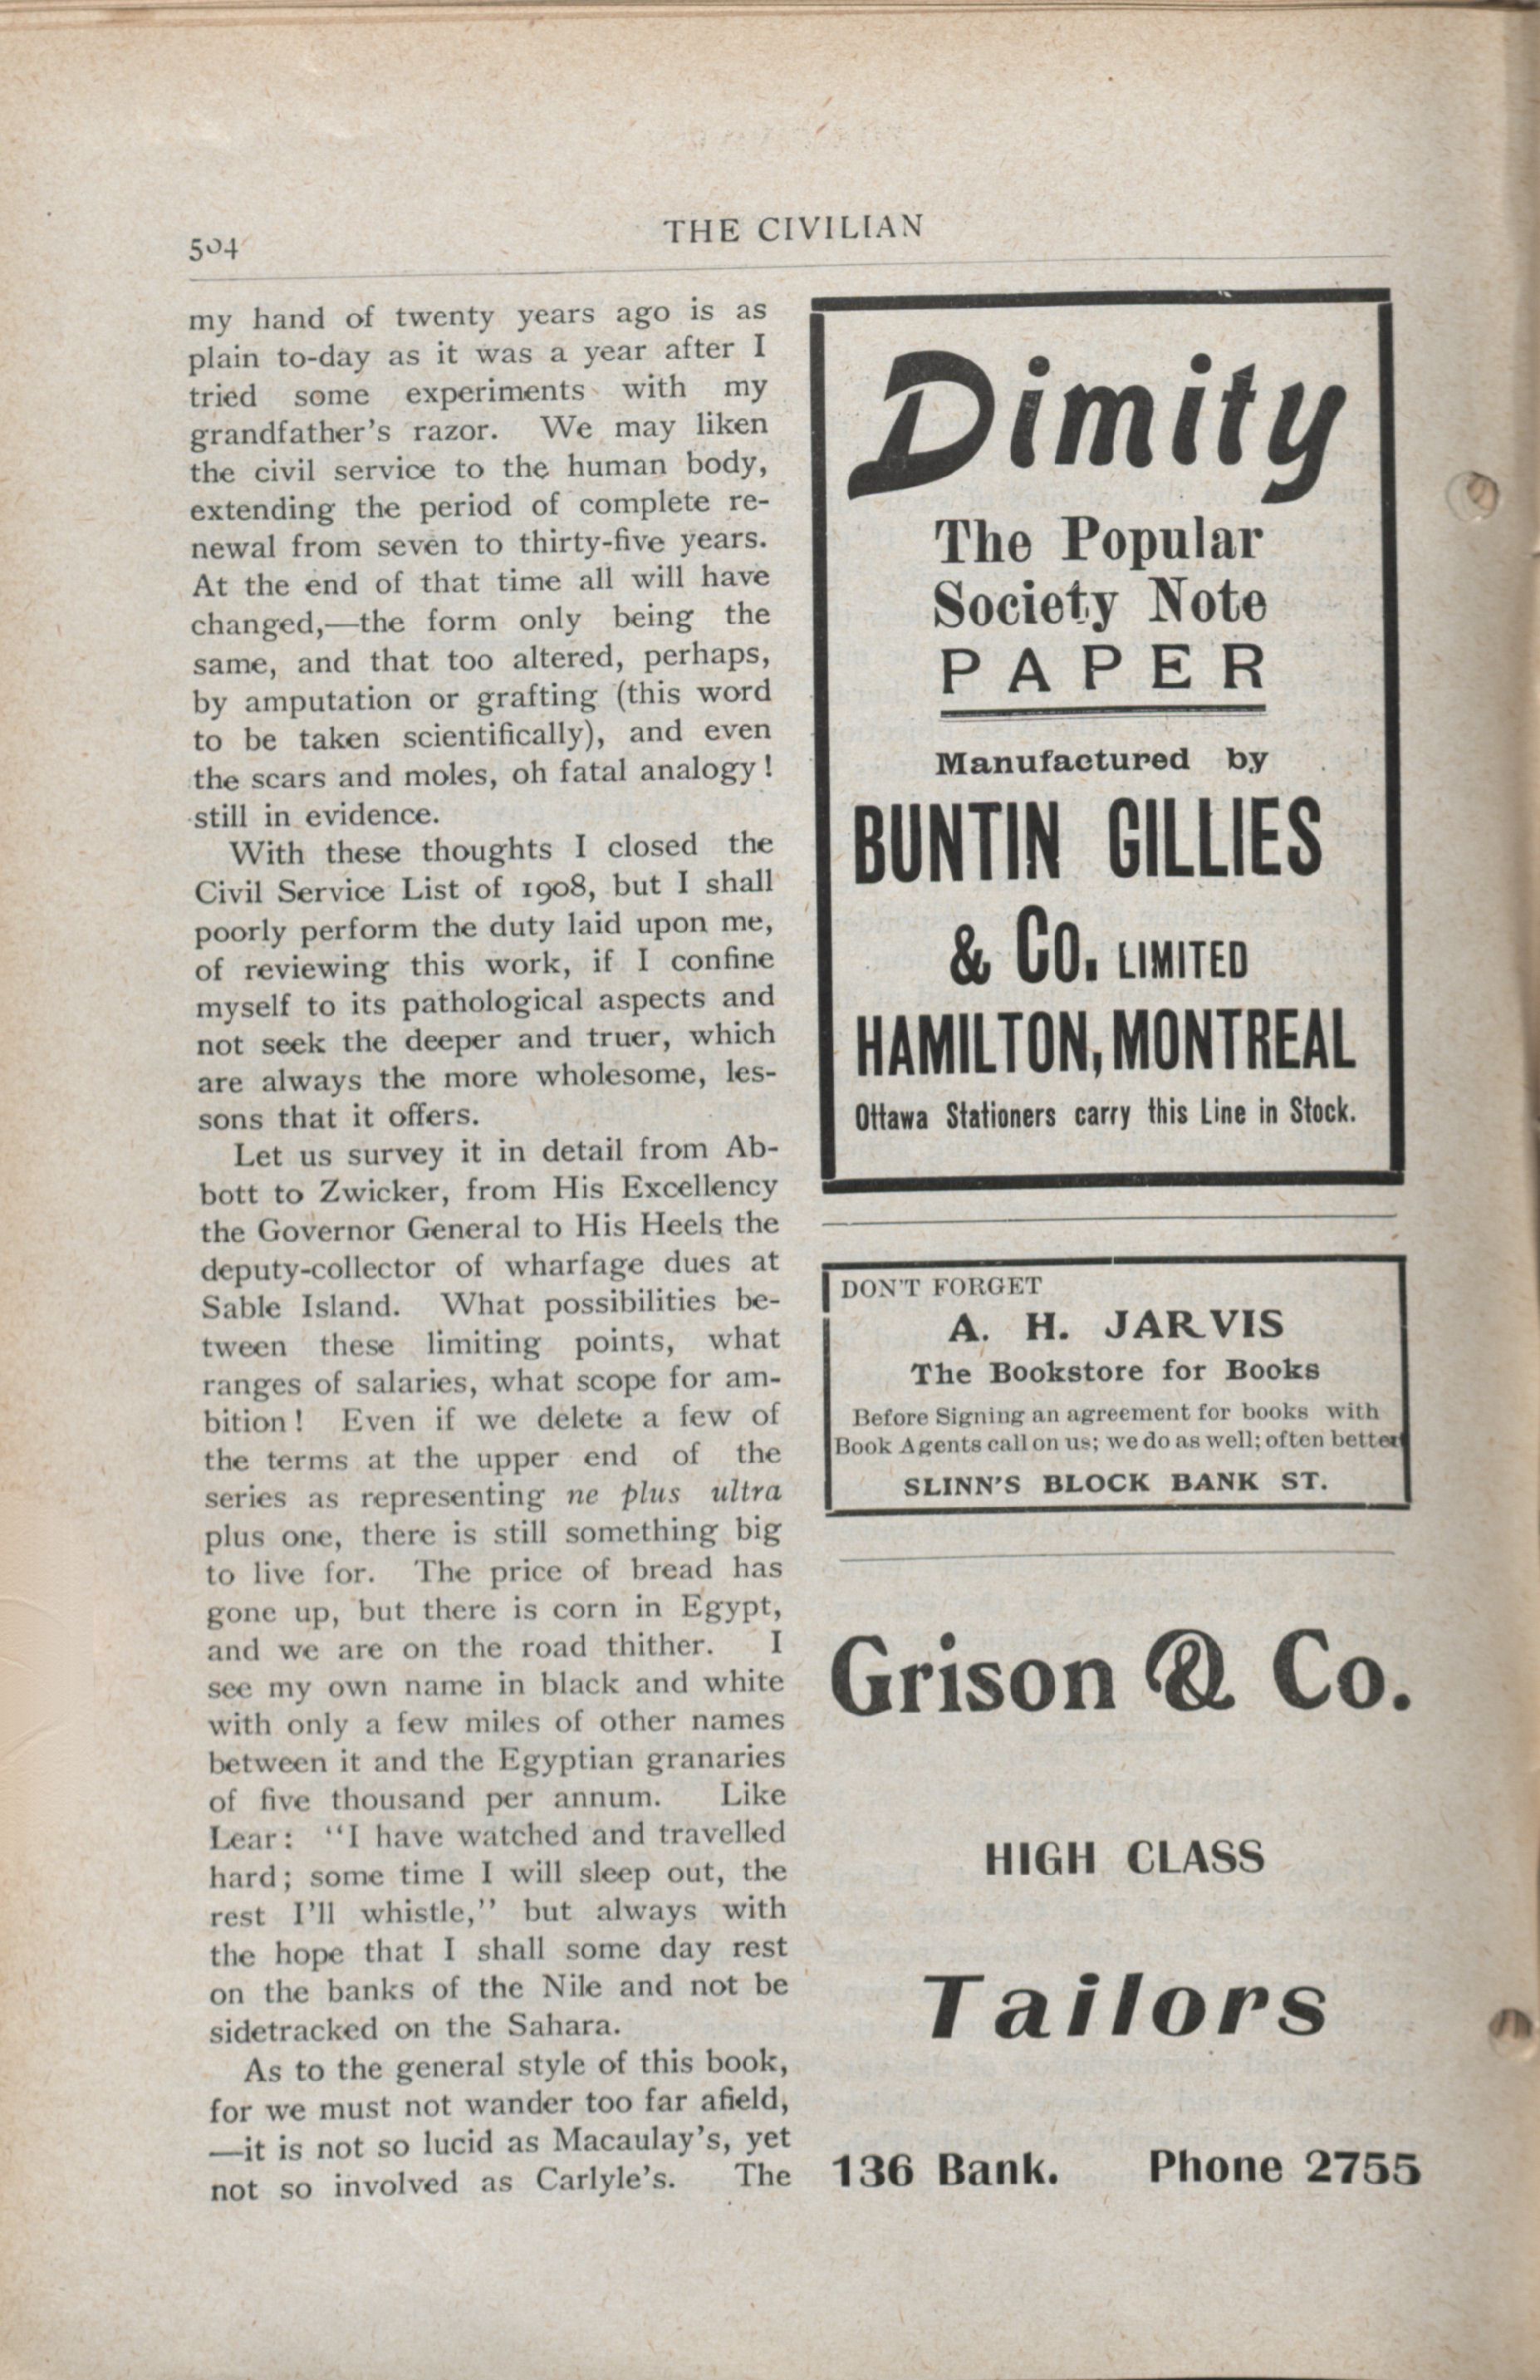 504
THE CIVILIAN
my hand of twenty years ago is as
plain to-day as it was a year after I
tried some experiments with my
grandfather's razor. We may liken
the civil service to the human body,
extending the period of complete re-
newal from seven to thirty-five years.
At the end of that time all will have
changed,—the form only being the
same, and that too altered, perhaps,
by amputation or grafting (this word
to be taken scientifically), and even
the scars and moles, oh fatal analogy!
still in evidence.
With these thoughts I closed the
Civil Service List of 1908, but I shall
poorly perform the duty laid upon me,
of reviewing this work, if I confine
myself to its pathological aspects and
not seek the deeper and truer, which
are always the more wholesome, les-
sons that it offers.
Let us survey it in detail from Ab-
bott to Zwicker, from His Excellency
the Governor General to His Heels the
deputy-collector of wharfage dues at
Sable Island. What possibilities be-
tween these limiting points, what
ranges of salaries, what scope for am-
bition! Even if we delete a few of
the terms at the upper end of the
series as representing ne plus ultra
plus one, there is still something big
to live for. The price of bread has
gone up, but there is corn in Egypt,
and we are on the road thither. I
see my own name in black and white
with only a few miles of other names
between it and the Egyptian granaries
of five thousand per annum. Like
Lear: "I have watched and travelled
hard; some time I will sleep out, the
rest I'll whistle," but always with
the hope that I shall some day rest
on the banks of the Nile and not be
sidetracked on the Sahara.
As to the general style of this book,
for we must not wander too far afield,
—it is not so lucid as Macaulay's, yet
not so involved as Carlyle's. The
Dimity
The Popular
Society Note
PAPER
Manufactured by
BUNTIN GILLIES
& CO. LIMITED
HAMILTON, MONTREAL
Ottawa Stationers carry this Line in Stock.
DON'T FORGET
A. H. JARVIS
The Bookstore for Books
Before Signing an agreement for books with
Book Agents call on us; we do as well; often better
SLINN'S BLOCK BANK ST.
Grison & Co.
HIGH CLASS
Tailors
136 Bank. Phone 2755